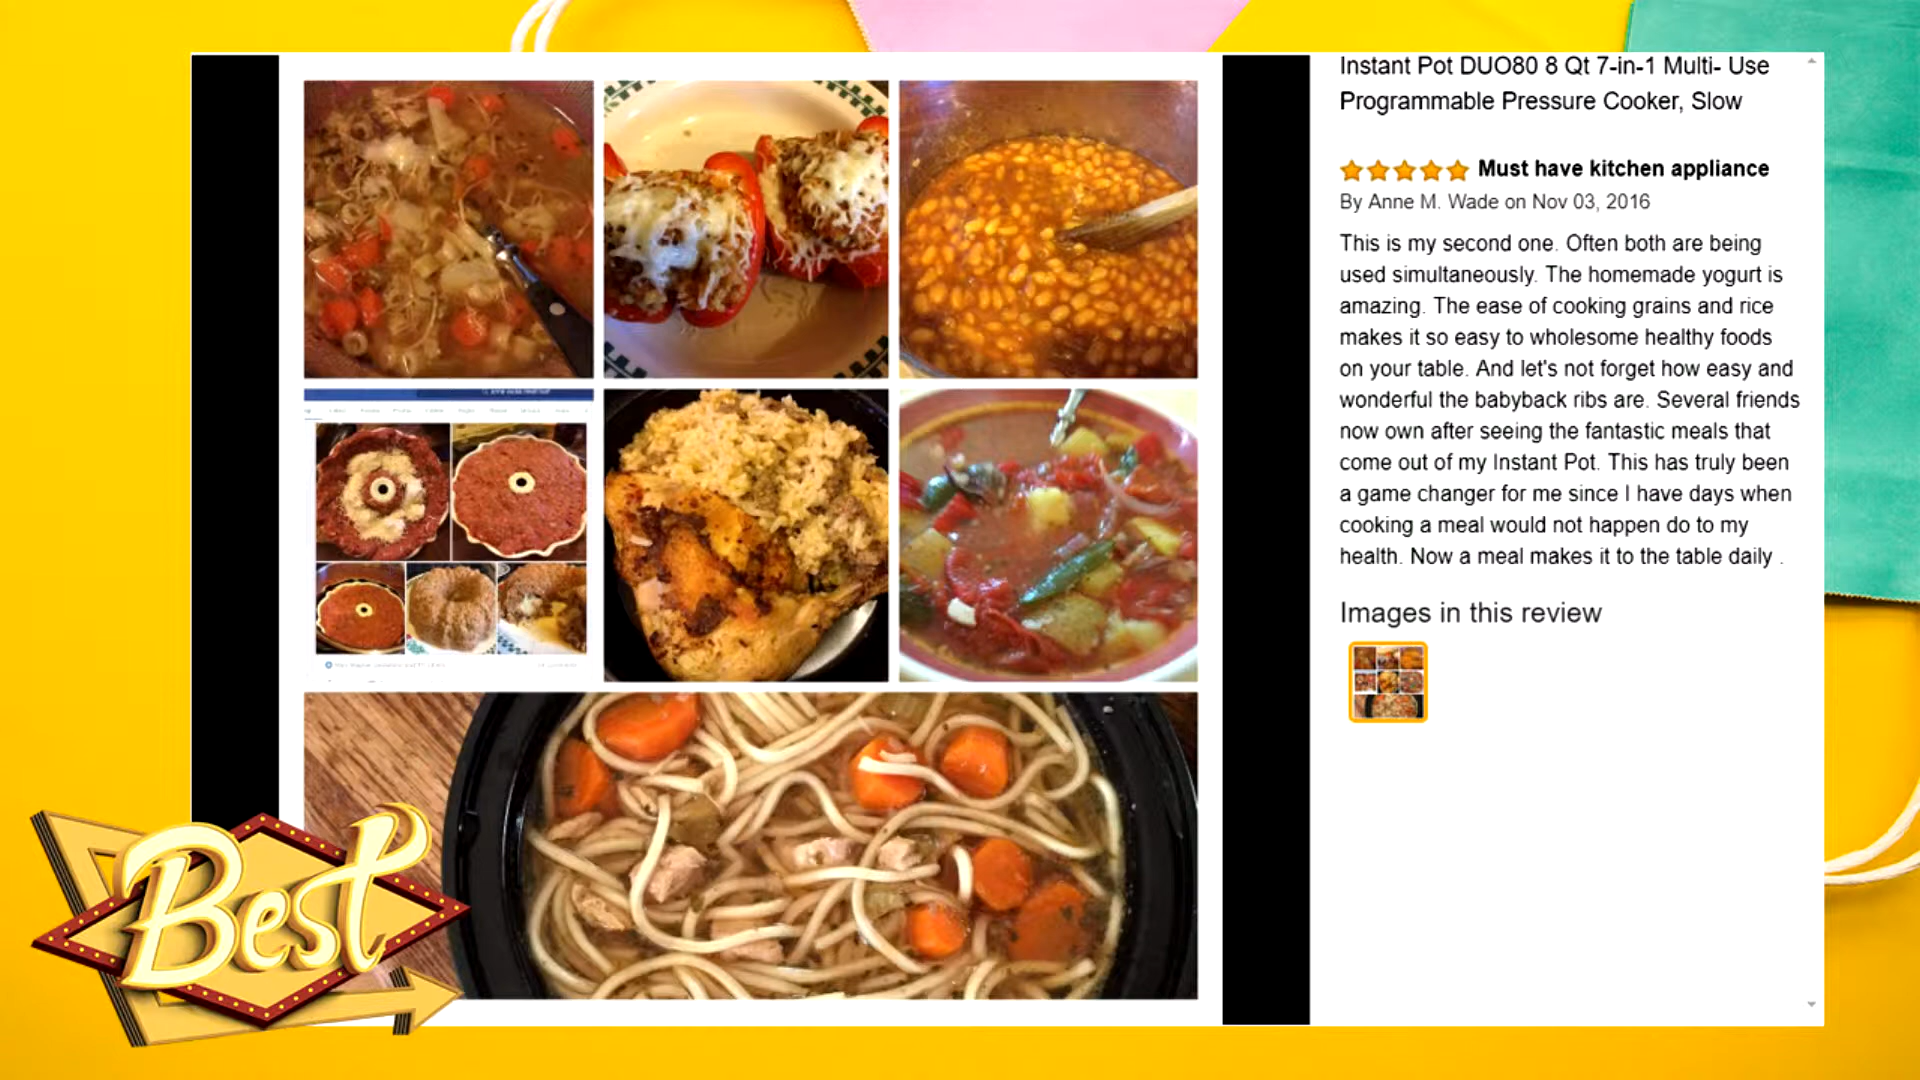 Instant Pot DUO80 8 Qt 7-in-1 Multi- Use
Programmable Pressure Cooker, Slow
Must have kitchen appliance
By Anne M. Wade on Nov 03, 2016
This is my second one. Often both are being
used simultaneously. The homemade yogurt is
amazing. The ease of cooking grains and rice
makes it so easy to wholesome healthy foods
on your table. And let's not forget how easy and
wonderful the babyback ribs are. Several friends
now own after seeing the fantastic meals that
come out of my Instant Pot. This has truly been
a game changer for me since I have days when
cooking a meal would not happen do to my
health. Now a meal makes it to the table daily .
Images in this review
Best